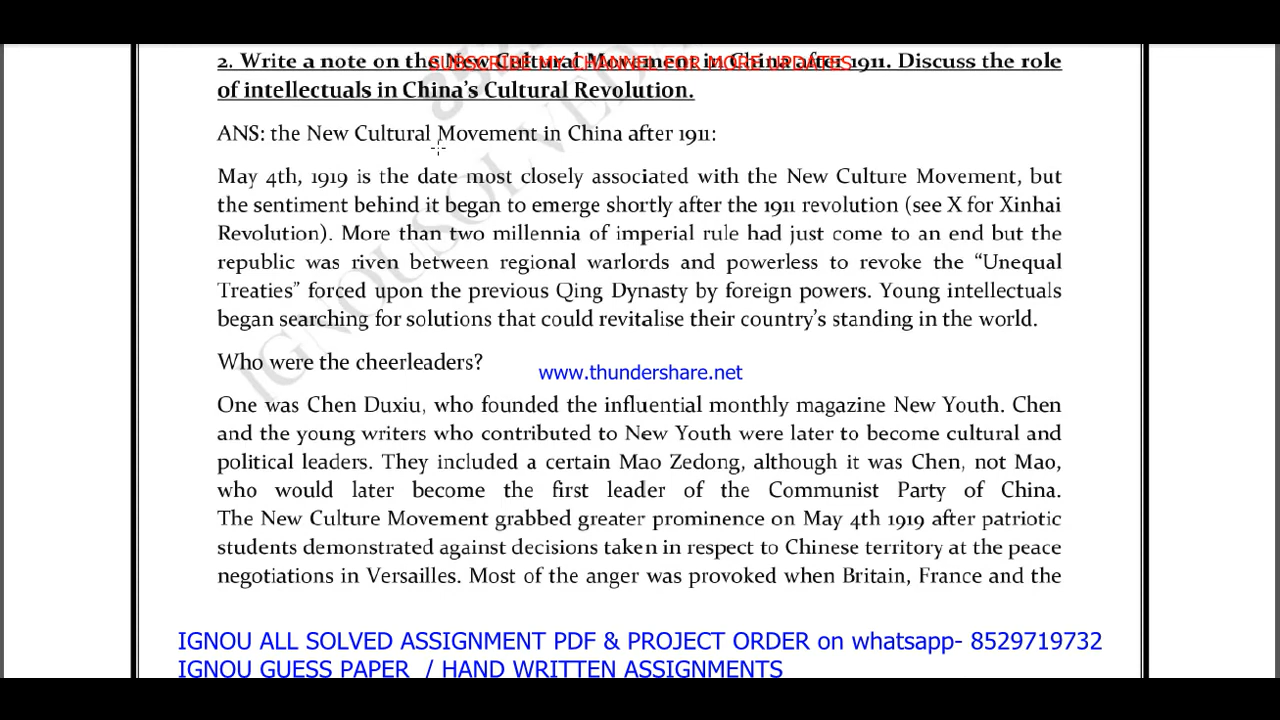 2. Write a note on the New Cultural Movement in China after 1911. Discuss the role
SUBSCRIBE MY CHANNEL FOR MORE UPDATES
of intellectuals in China's Cultural Revolution.
ANS: the New Cultural Movement in China after 1911:
May 4th, 1919 is the date most closely associated with the New Culture Movement, but
the sentiment behind it began to emerge shortly after the 1911 revolution (see X for Xinhai
Revolution). More than two millennia of imperial rule had just come to an end but the
republic was riven between regional warlords and powerless to revoke the “Unequal
Treaties” forced upon the previous Qing Dynasty by foreign powers. Young intellectuals
began searching for solutions that could revitalise their country's standing in the world.
Who were the cheerleaders?
www.thundershare.net
One was Chen Duxiu, who founded the influential monthly magazine New Youth. Chen
and the young writers who contributed to New Youth were later to become cultural and
political leaders. They included a certain Mao Zedong, although it was Chen, not Mao,
who would later become the first leader of the Communist Party of China.
The New Culture Movement grabbed greater prominence on May 4th 1919 after patriotic
students demonstrated against decisions taken in respect to Chinese territory at the peace
negotiations in Versailles. Most of the anger was provoked when Britain, France and the
IGNOU ALL SOLVED ASSIGNMENT PDF & PROJECT ORDER on whatsapp- 8529719732
IGNOU GUESS PAPER / HAND WRITTEN ASSIGNMENTS